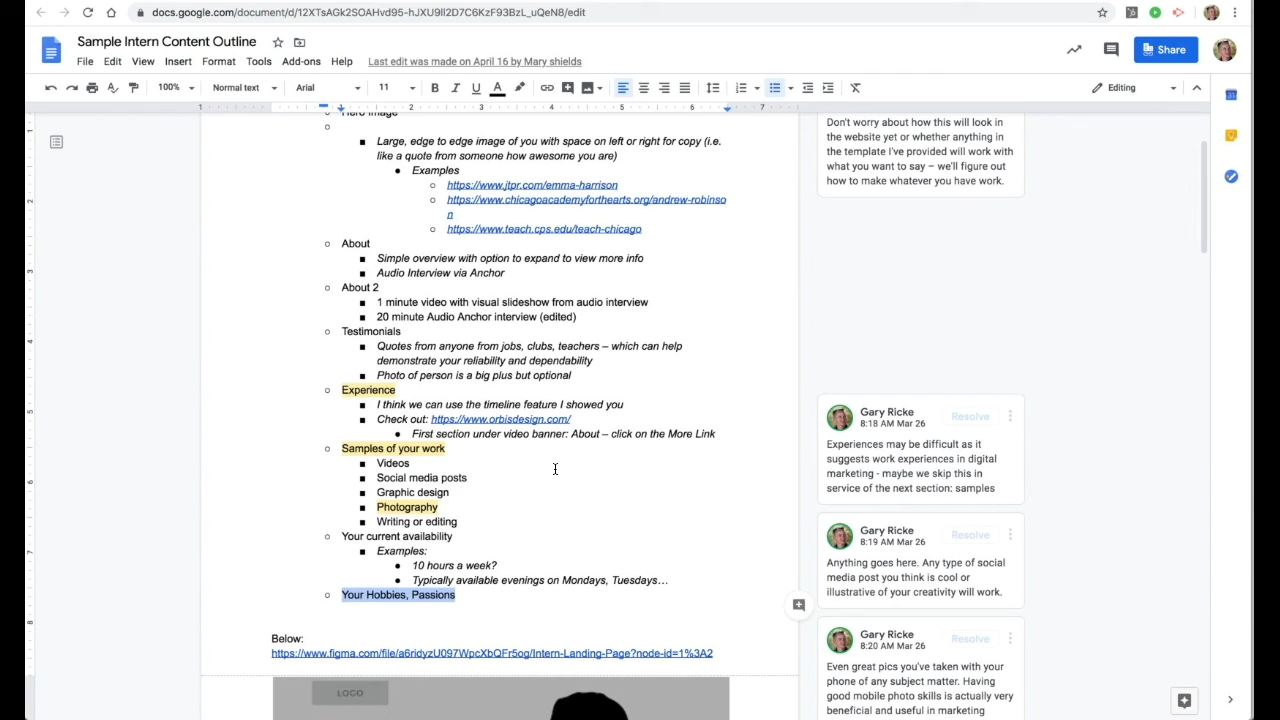 docs.google.com/document/d/12XTsAGk2SOAHvd95-hJXU9Il2D7C6KzF93BzL_uQeN8/edit
Sample Intern Content Outline
Share
File Edit View Insert Format Tools Add-ons Help Last edit was made on April 16 by Mary shields
100% Normal text Arial 11 B I U A Editing
1 1 2 3 4 5 6 7
Hero Image
Large, edge to edge image of you with space on left or right for copy (i.e.
like a quote from someone how awesome you are)
Examples
https://www.jtpr.com/emma-harrison
https://www.chicagoacademyforthearts.org/andrew-robinso
n
https://www.teach.cps.edu/teach-chicago
About
Simple overview with option to expand to view more info
Audio Interview via Anchor
About 2
1 minute video with visual slideshow from audio interview
20 minute Audio Anchor interview (edited)
Testimonials
Quotes from anyone from jobs, clubs, teachers – which can help
demonstrate your reliability and dependability
Photo of person is a big plus but optional
Experience
I think we can use the timeline feature I showed you
Check out: https://www.orbisdesign.com/
First section under video banner: About – click on the More Link
Samples of your work
Videos
Social media posts
Graphic design
Photography
Writing or editing
Your current availability
Examples:
10 hours a week?
Typically available evenings on Mondays, Tuesdays…
Your Hobbies, Passions
Below:
https://www.figma.com/file/a6ridyzU097WpcXbQFr5og/Intern-Landing-Page?node-id=1%3A2
LOGO
Don't worry about how this will look in
the website yet or whether anything in
the template I've provided will work with
what you want to say – we'll figure out
how to make whatever you have work.
Gary Ricke
Resolve
8:18 AM Mar 26
Experiences may be difficult as it
suggests work experiences in digital
marketing - maybe we skip this in
service of the next section: samples
Gary Ricke
Resolve
8:19 AM Mar 26
Anything goes here. Any type of social
media post you think is cool or
illustrative of your creativity will work.
Gary Ricke
Resolve
8:20 AM Mar 26
Even great pics you've taken with your
phone of any subject matter. Having
good mobile photo skills is actually very
beneficial and useful in marketing